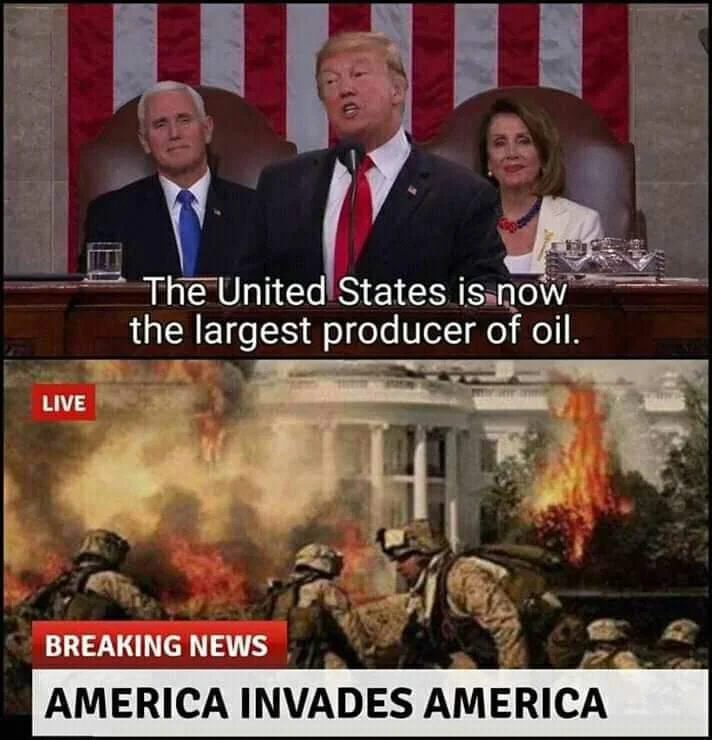 The United States is now
the largest producer of oil.
LIVE
BREAKING NEWS
AMERICA INVADES AMERICA